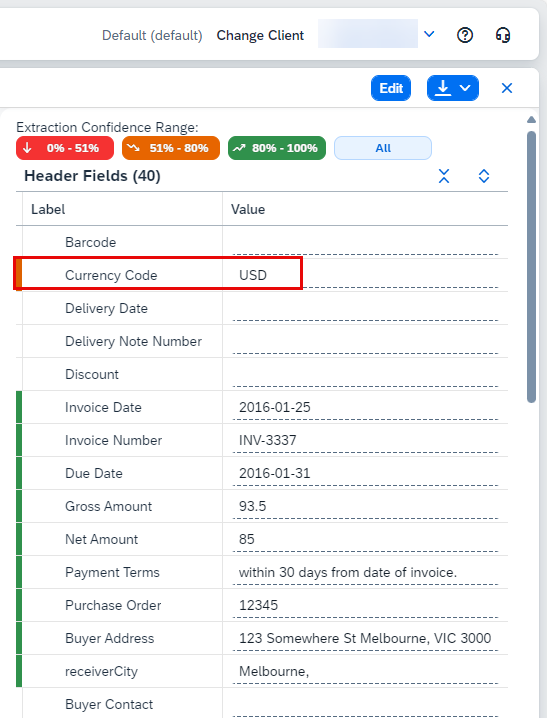 Default (default) Change Client
Edit
Extraction Confidence Range:
0% - 51% 51% - 80% 80% - 100% All
Header Fields (40)
Label Value
Barcode
Currency Code USD
Delivery Date
Delivery Note Number
Discount
Invoice Date 2016-01-25
Invoice Number INV-3337
Due Date 2016-01-31
Gross Amount 93.5
Net Amount 85
Payment Terms within 30 days from date of invoice.
Purchase Order 12345
Buyer Address 123 Somewhere St Melbourne, VIC 3000
receiverCity Melbourne,
Buyer Contact